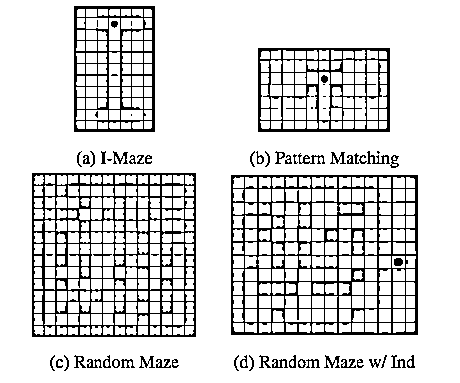 (a) I-Maze
(b) Pattern Matching
(c) Random Maze
(d) Random Maze w/ Ind